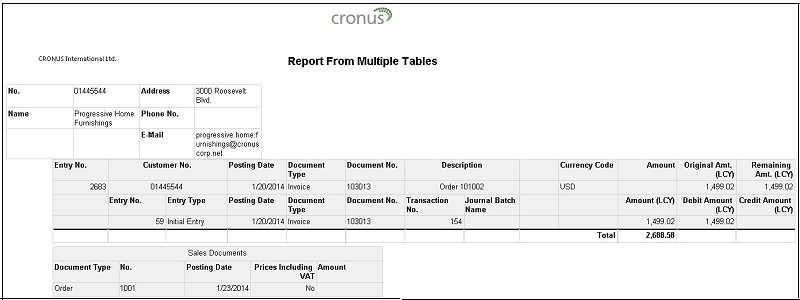 cronus
CRONUS International Ltd.
Report From Multiple Tables
No. 01445544 Address 3000 Roosevelt
Blvd.
Name Progressive Home Phone No.
Furnishings
E-Mail progressive.home.f
urnishings@cronus
corp.net
Entry No. Customer No. Posting Date Document Document No. Description Currency Code Amount Original Amt. Remaining
Type (LCY) Amt. (LCY)
2683 01445544 1/20/2014 Invoice 103013 Order 101002 USD 1,499.02 1,499.02
Entry No. Entry Type Posting Date Document Document No. Transaction Journal Batch Amount (LCY) Debit Amount Credit Amount
Type No. Name (LCY) (LCY)
59 Initial Entry 1/20/2014 Invoice 103013 154 1,499.02 1,499.02
Total 2,688.58
Sales Documents
Document Type No. Posting Date Prices Including Amount
VAT
Order 1001 1/23/2014 No